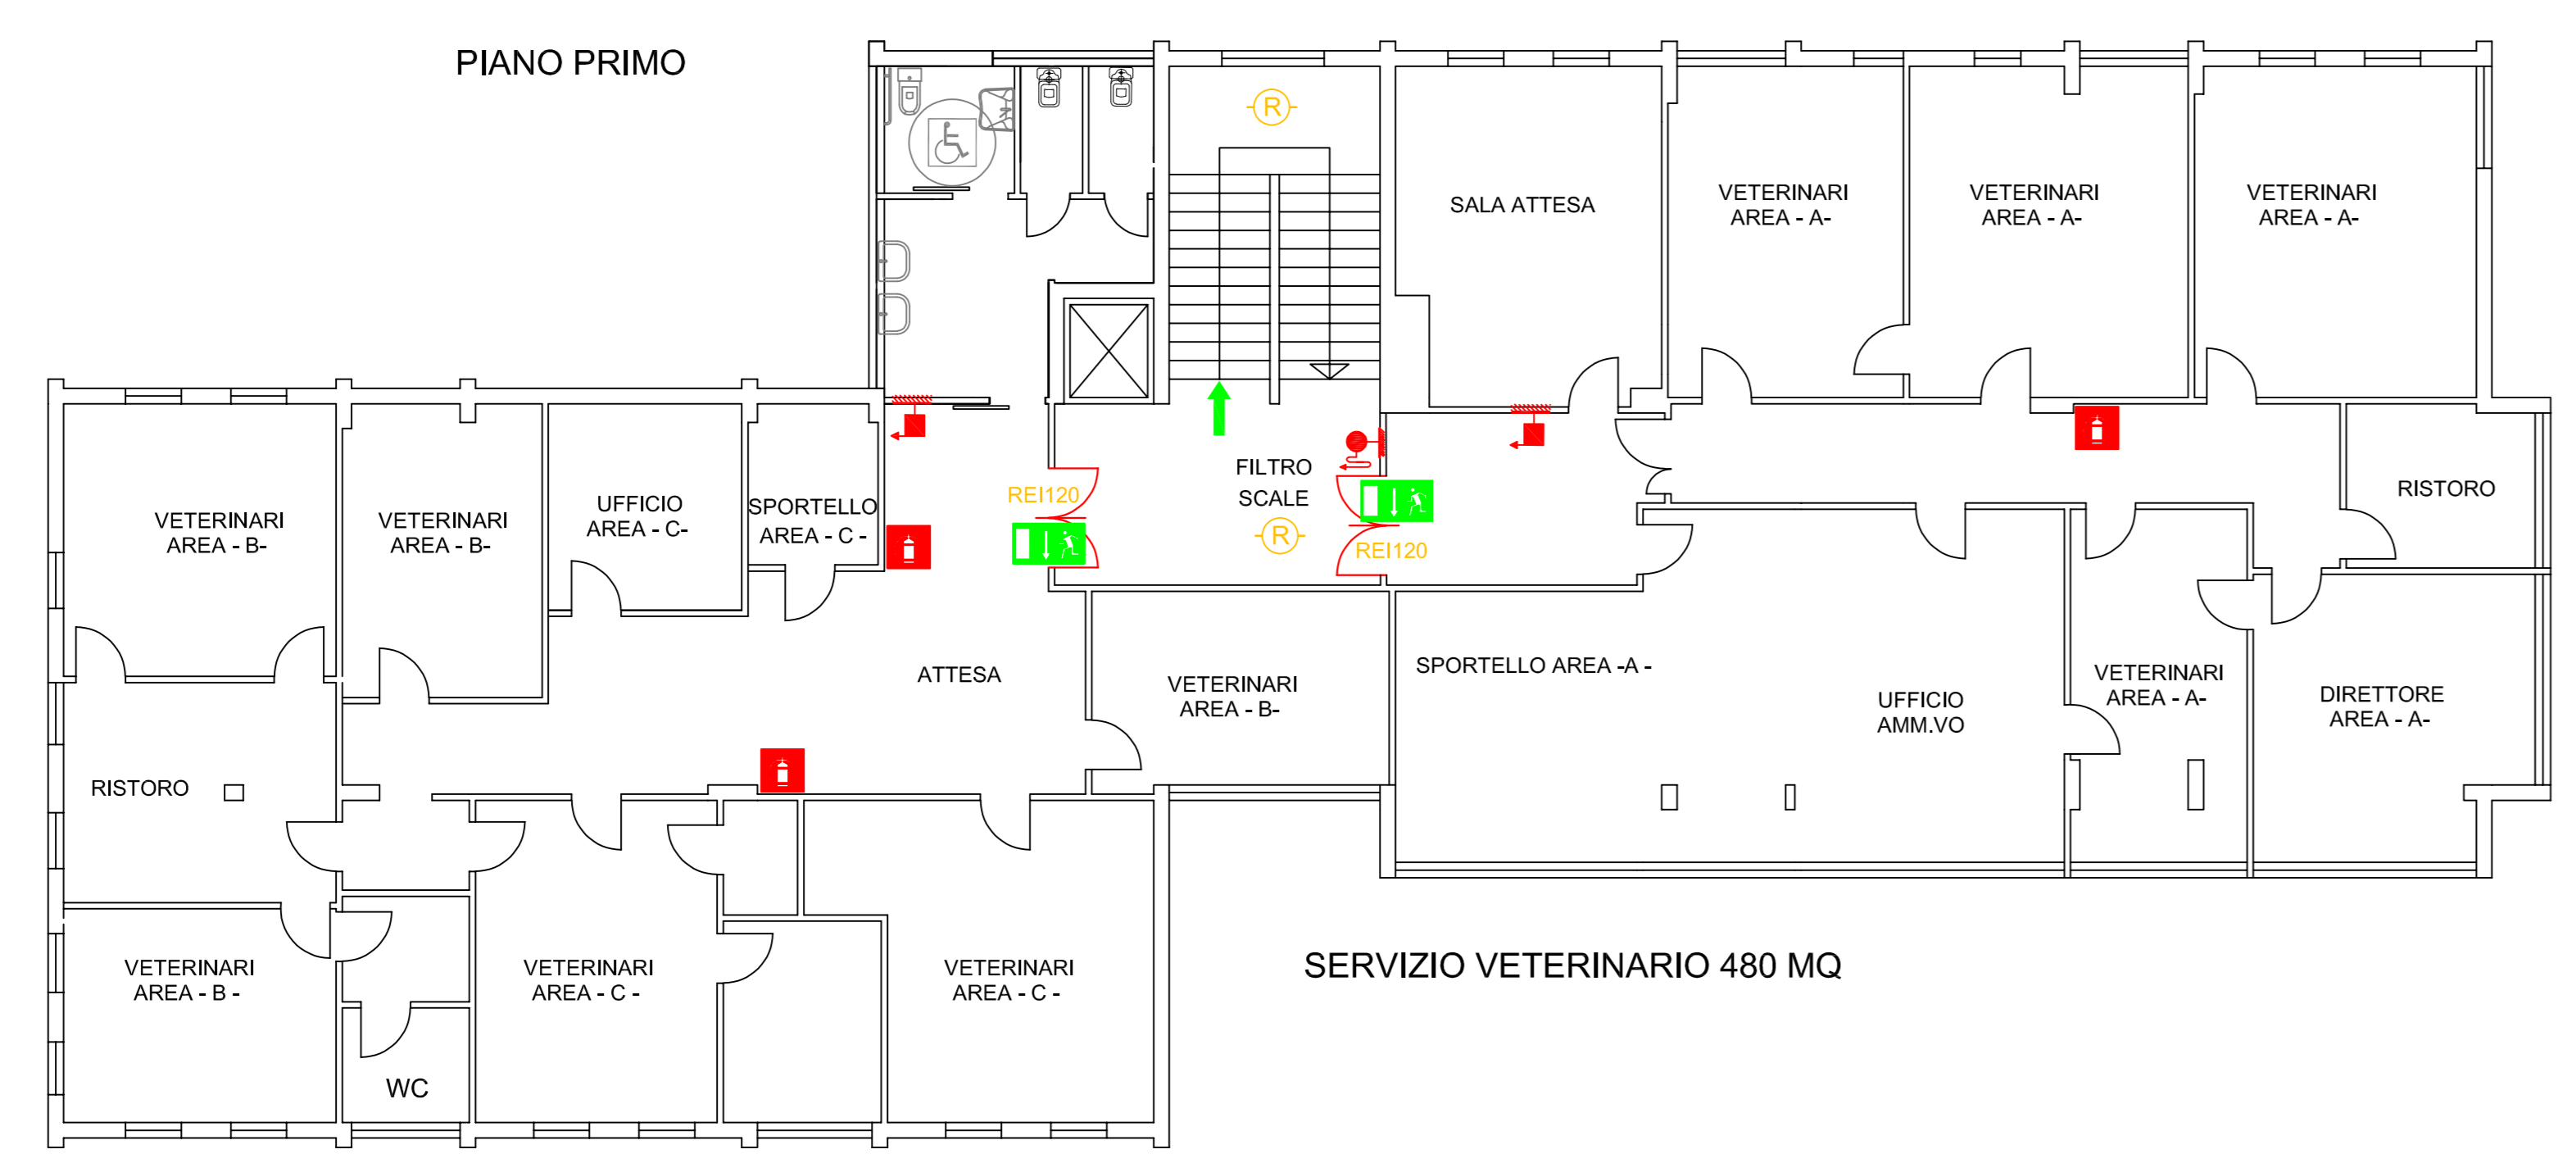 PIANO PRIMO
R
SALA ATTESA
VETERINARI
AREA - A-
VETERINARI
AREA - A-
VETERINARI
AREA - A-
VETERINARI
AREA - B-
VETERINARI
AREA - B-
UFFICIO
AREA - C-
SPORTELLO
AREA - C -
REI120
FILTRO
SCALE
R
REI120
RISTORO
ATTESA
VETERINARI
AREA - B-
SPORTELLO AREA -A -
UFFICIO
AMM.VO
VETERINARI
AREA - A-
DIRETTORE
AREA - A-
RISTORO
VETERINARI
AREA - B -
WC
VETERINARI
AREA - C -
VETERINARI
AREA - C -
SERVIZIO VETERINARIO 480 MQ